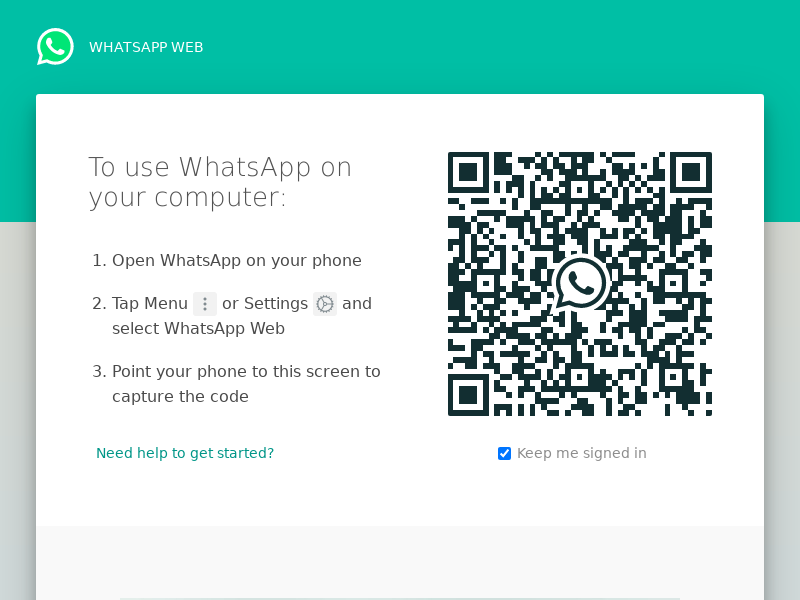 WHATSAPP WEB
To use WhatsApp on
your computer:
1. Open WhatsApp on your phone
2. Tap Menu or Settings and
select WhatsApp Web
3. Point your phone to this screen to
capture the code
Need help to get started?
Keep me signed in